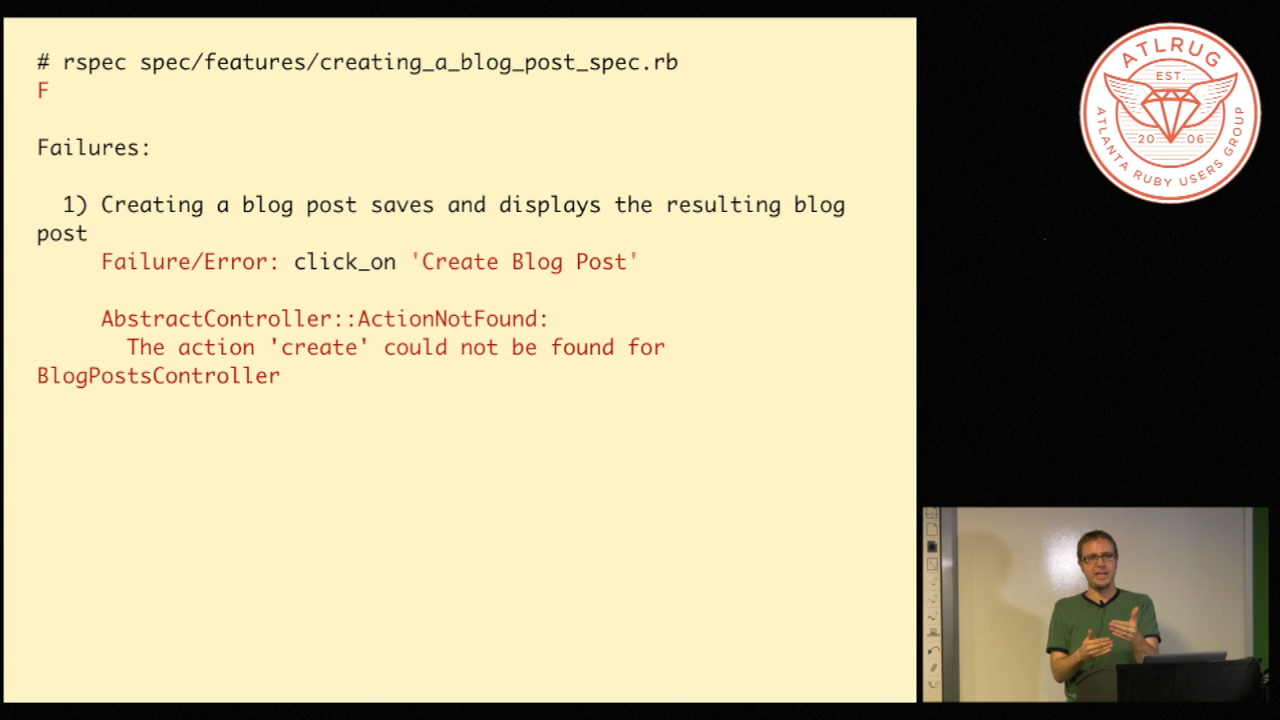 # rspec spec/features/creating_a_blog_post_spec.rb
F
Failures:
1) Creating a blog post saves and displays the resulting blog
post
Failure/Error: click_on 'Create Blog Post'
AbstractController::ActionNotFound:
The action 'create' could not be found for
BlogPostsController
ATLRUG
EST.
20 06
ATLANTA RUBY USERS GROUP